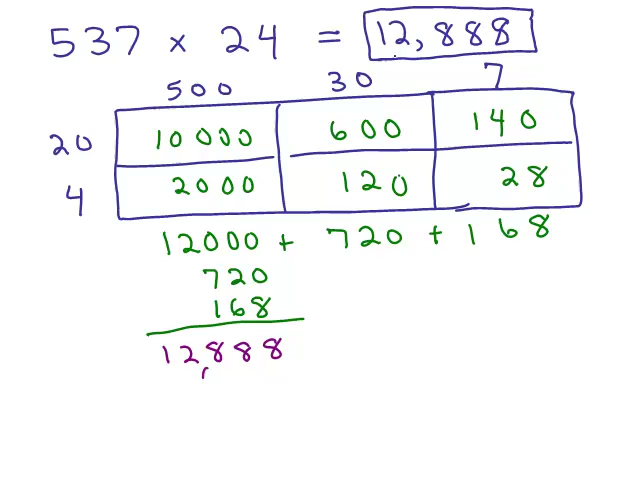 537 × 24 = 12,888
500 30 7
20 10000 600 140
4 2000 120 28
12000 + 720 + 168
720
168
12,888